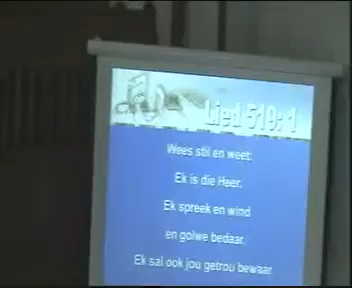 Lied 519: 1
Wees stil en weet:
Ek is die Heer.
Ek spreek en wind
en golwe bedaar.
Ek sal ook jou getrou bewaar